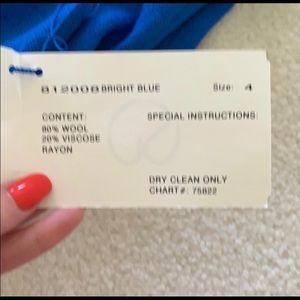 812008 BRIGHT BLUE Size: 4
CONTENT: SPECIAL INSTRUCTIONS:
80% WOOL
20% VISCOSE
RAYON
DRY CLEAN ONLY
CHART#: 75822